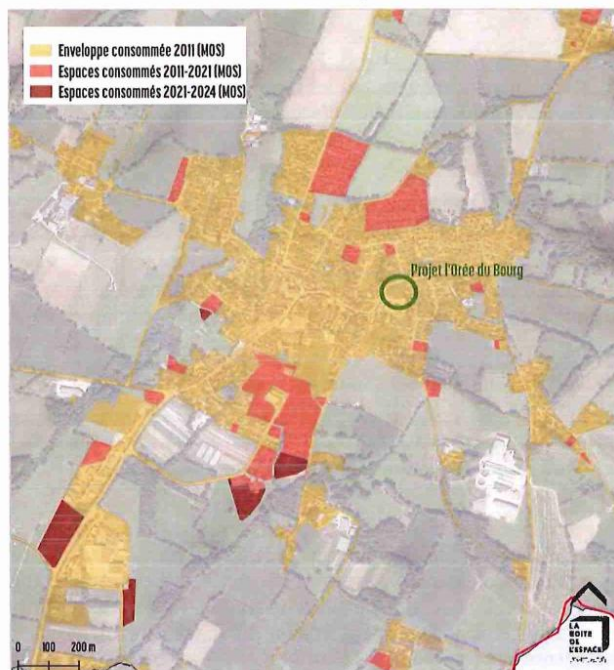 Enveloppe consommée 2011 (MOS)
Espaces consommés 2011-2021 (MOS)
Espaces consommés 2021-2024 (MOS)
Projet l'Orée du Bourg
0 100 200 m
LA
BOITE
DE
L'ESPACE